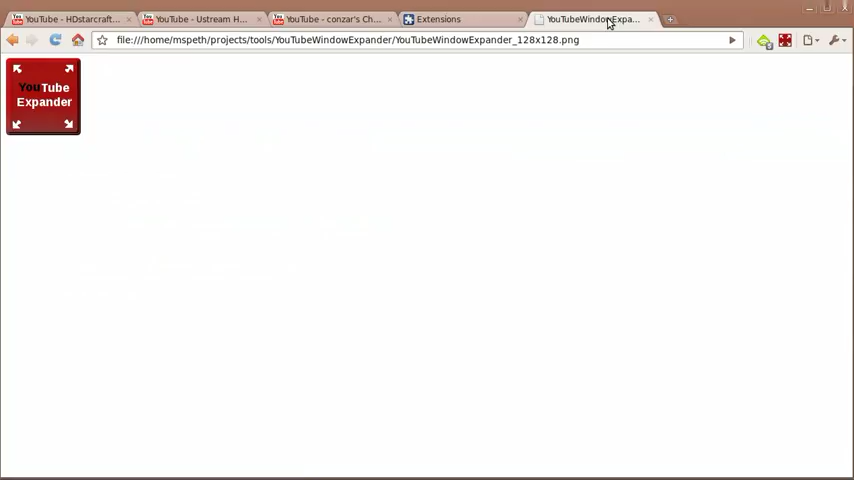 YouTube - HDstarcraft...
YouTube - Ustream H...
YouTube - conzar's Ch...
Extensions
YouTubeWindowExpa...
file:///home/mspeth/projects/tools/YouTubeWindowExpander/YouTubeWindowExpander_128x128.png
YouTube
Expander